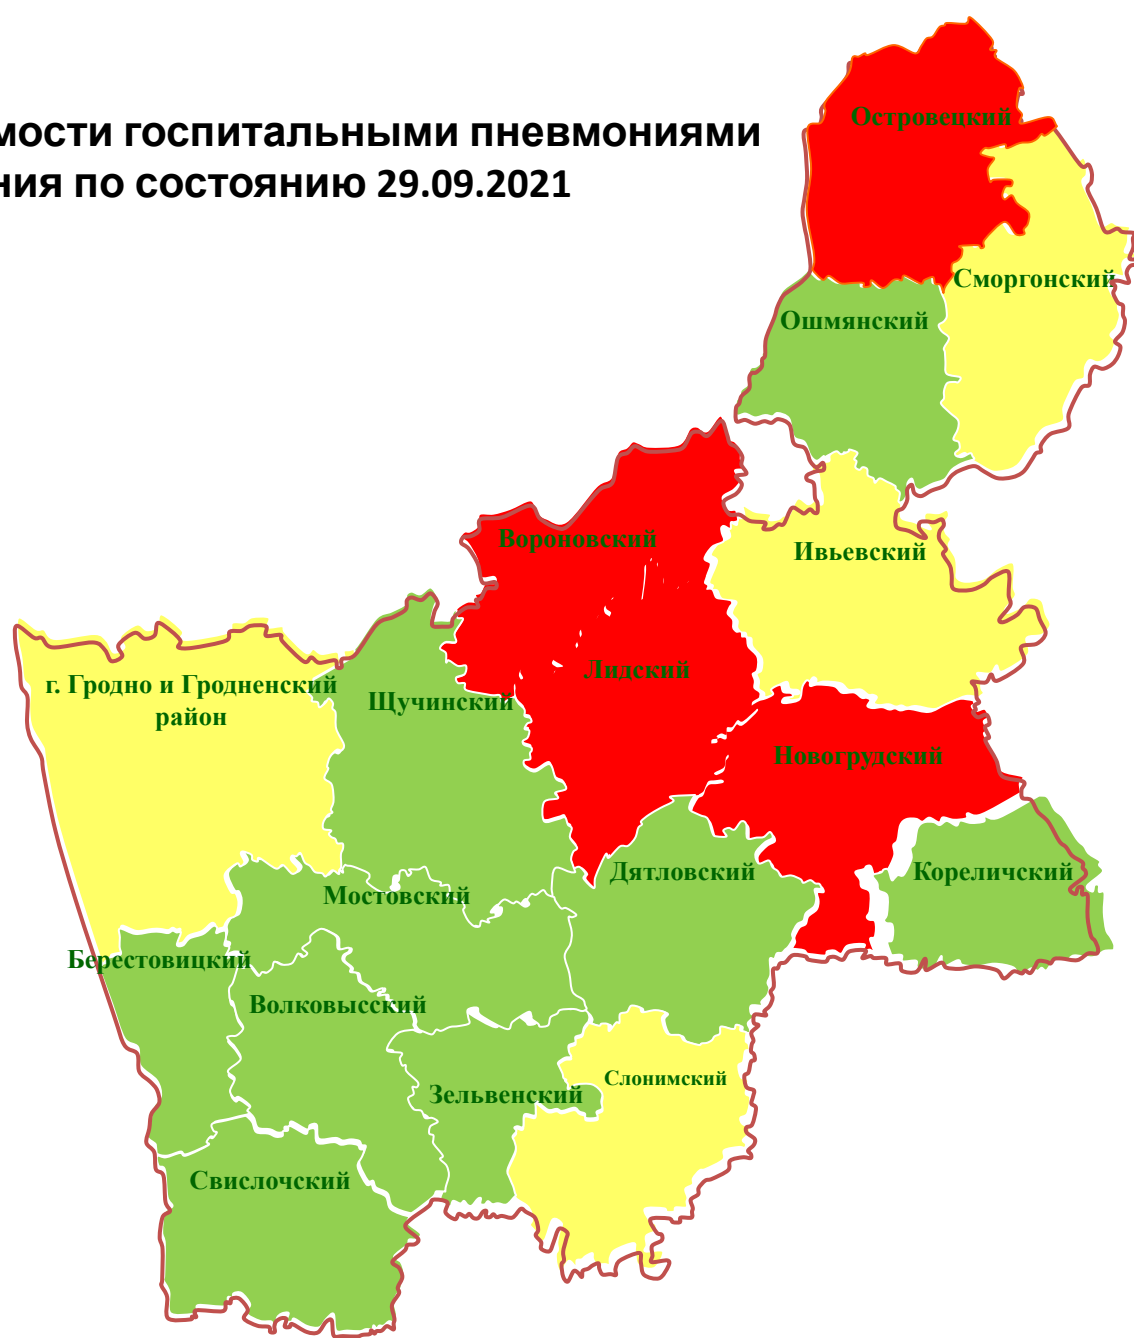 мости госпитальными пневмониями
ния по состоянию 29.09.2021
Островецкий
Сморгонский
Ошмянский
Вороновский
Ивьевский
Лидский
г. Гродно и Гродненский
район
Щучинский
Новогрудский
Дятловский
Кореличский
Мостовский
Берестовицкий
Волковысский
Слонимский
Зельвенский
Свислочский